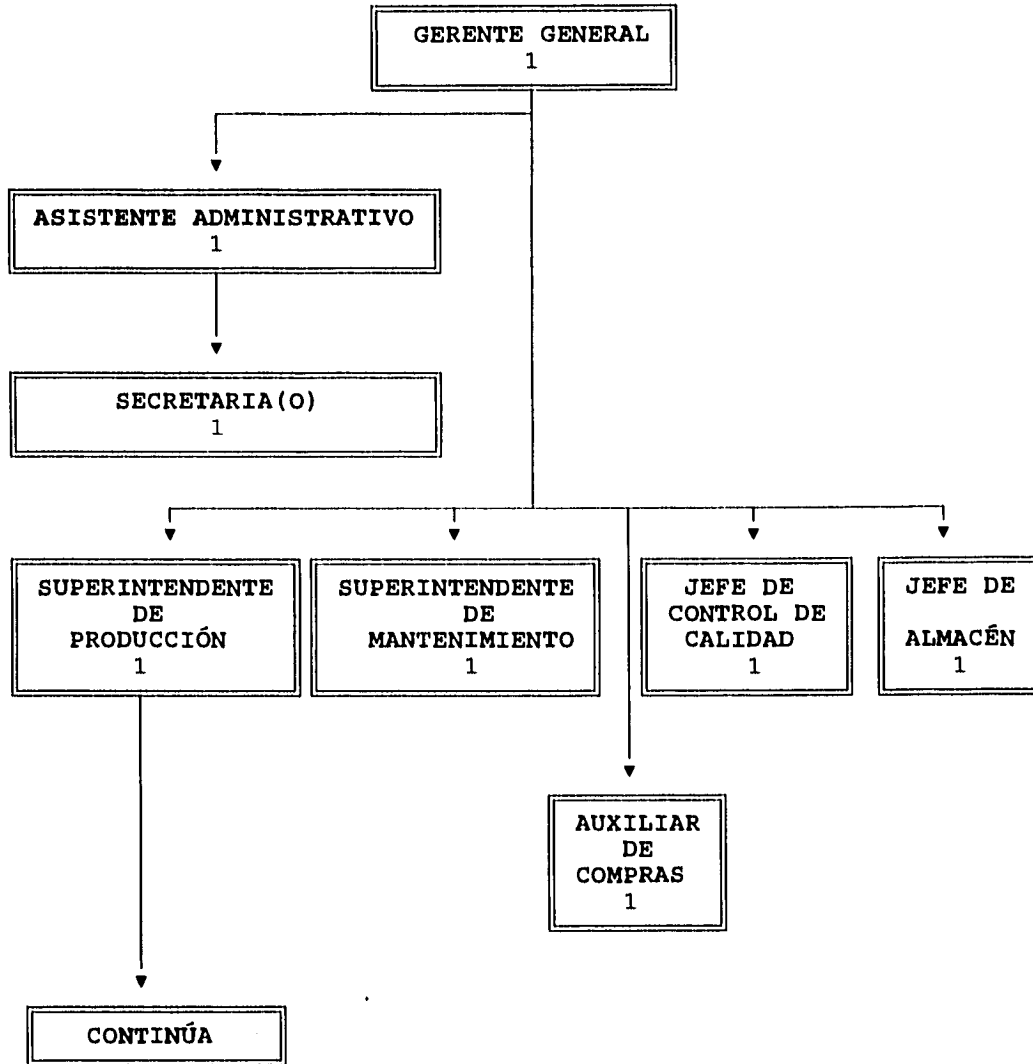 GERENTE GENERAL
1
ASISTENTE ADMINISTRATIVO
1
SECRETARIA(O)
1
SUPERINTENDENTE
DE
PRODUCCIÓN
1
SUPERINTENDENTE
DE
MANTENIMIENTO
1
JEFE DE
CONTROL DE
CALIDAD
1
JEFE DE
ALMACÉN
1
AUXILIAR
DE
COMPRAS
1
CONTINÚA